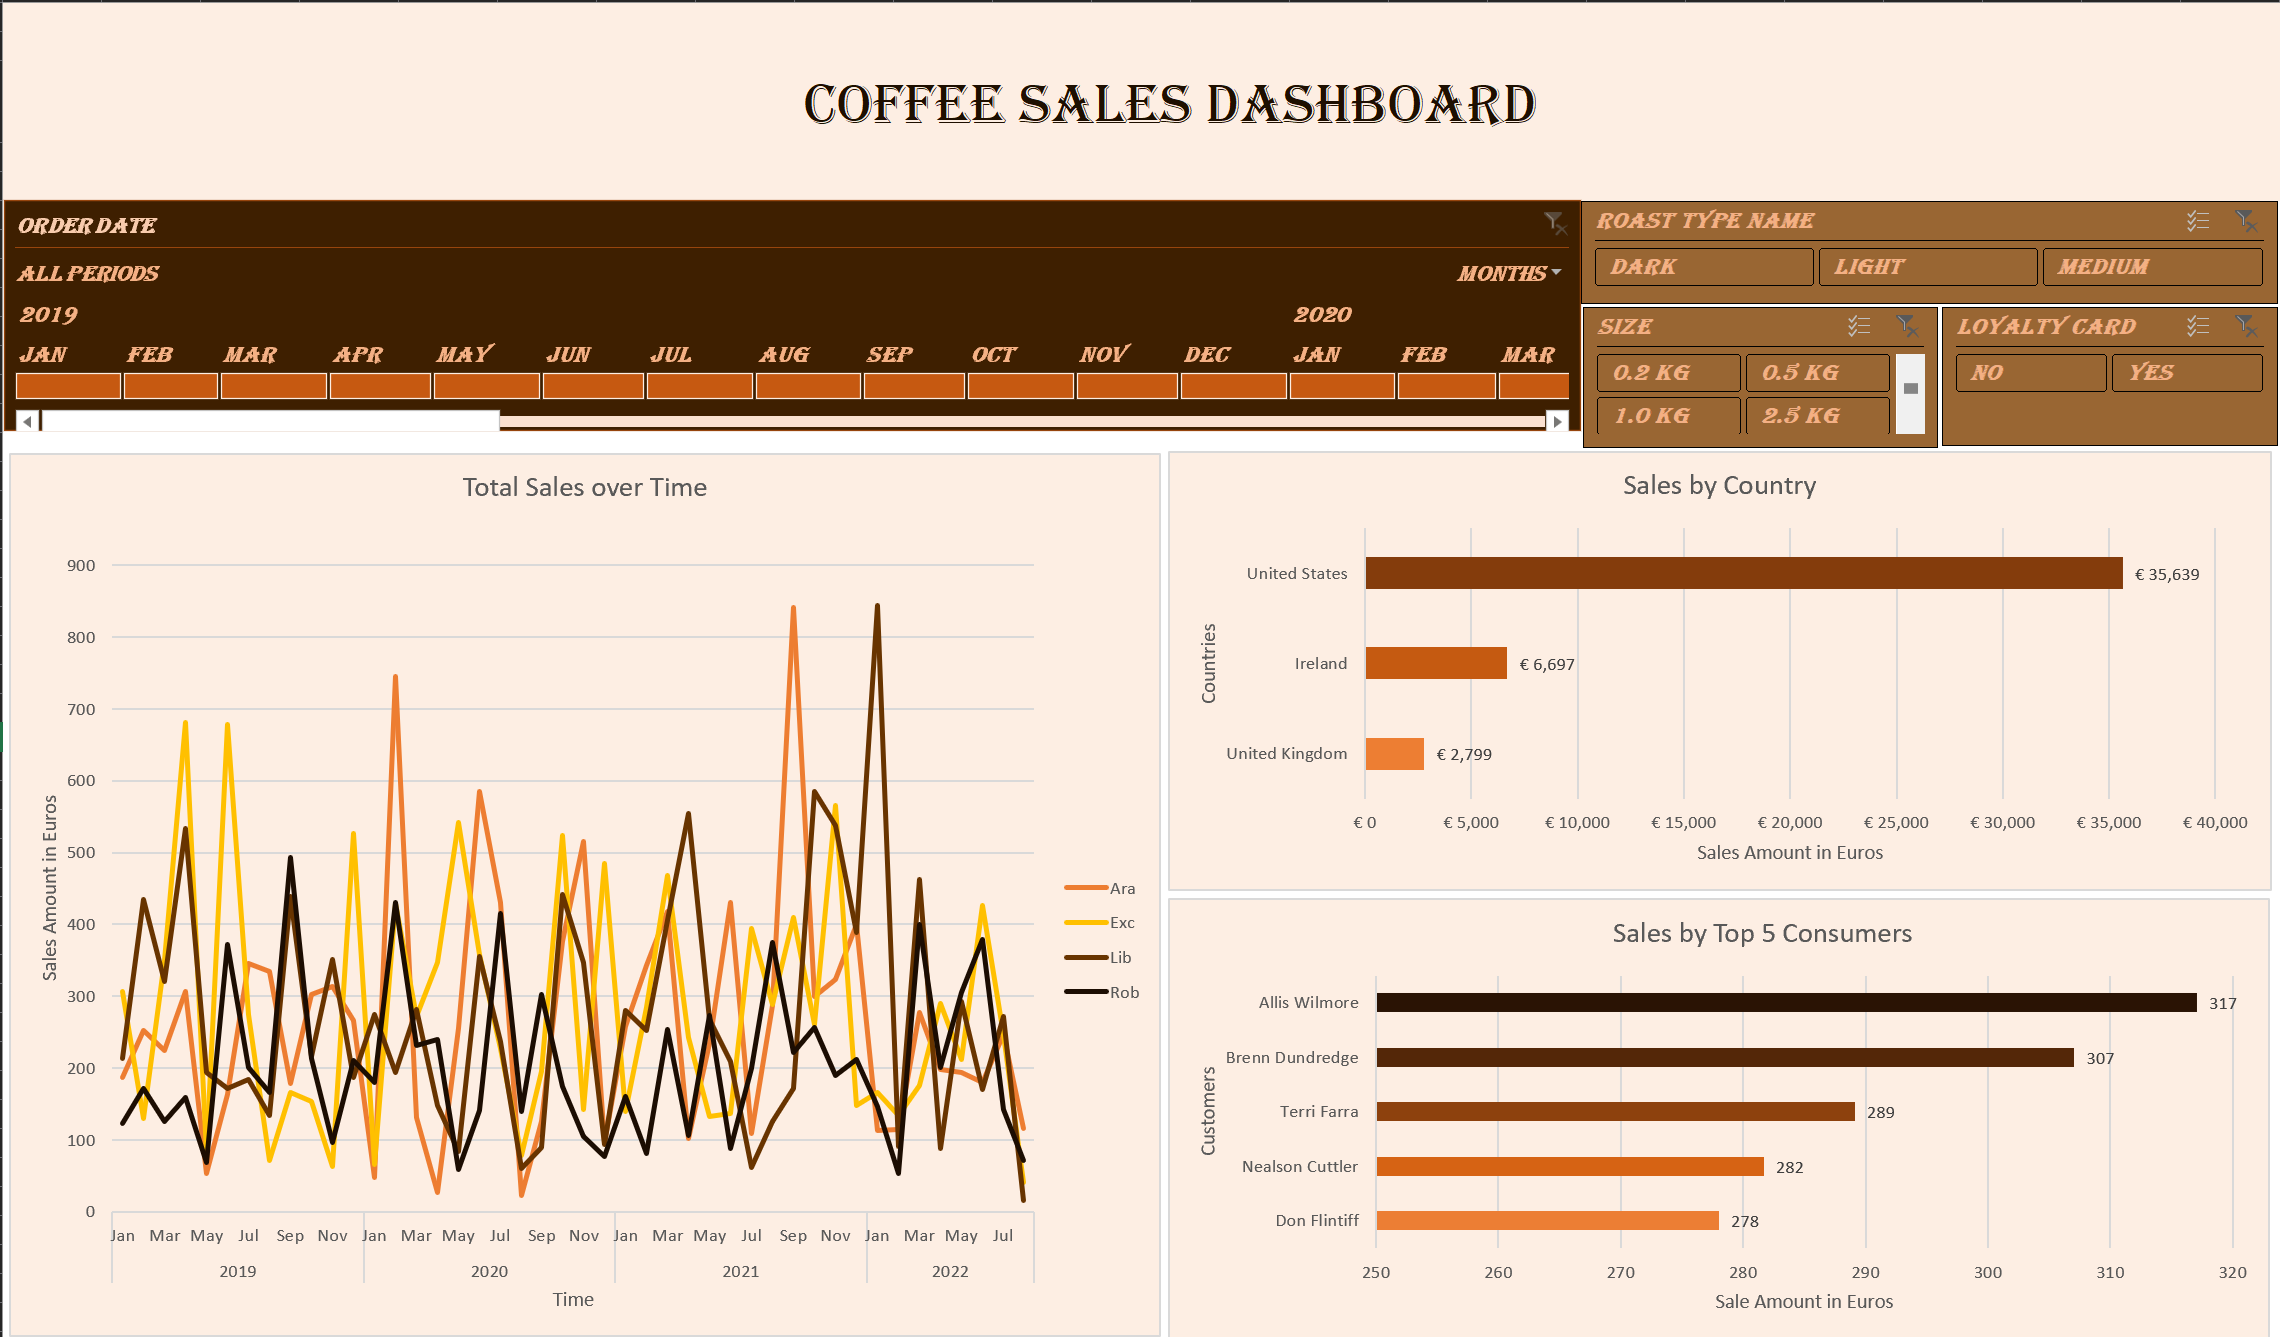 COFFEE SALES DASHBOARD
ORDER DATE
ALL PERIODS
MONTHS
2019 2020
JAN FEB MAR APR MAY JUN JUL AUG SEP OCT NOV DEC JAN FEB MAR
ROAST TYPE NAME
DARK LIGHT MEDIUM
SIZE
0.2 KG 0.5 KG
1.0 KG 2.5 KG
LOYALTY CARD
NO YES
Total Sales over Time
900
800
700
600
500
400
300
200
100
0
Sales Amount in Euros
Jan Mar May Jul Sep Nov Jan Mar May Jul Sep Nov Jan Mar May Jul Sep Nov Jan Mar May Jul
2019 2020 2021 2022
Time
Ara
Exc
Lib
Rob
Sales by Country
Countries
United States € 35,639
Ireland € 6,697
United Kingdom € 2,799
€ 0 € 5,000 € 10,000 € 15,000 € 20,000 € 25,000 € 30,000 € 35,000 € 40,000
Sales Amount in Euros
Sales by Top 5 Consumers
Customers
Allis Wilmore 317
Brenn Dundredge 307
Terri Farra 289
Nealson Cuttler 282
Don Flintiff 278
250 260 270 280 290 300 310 320
Sale Amount in Euros